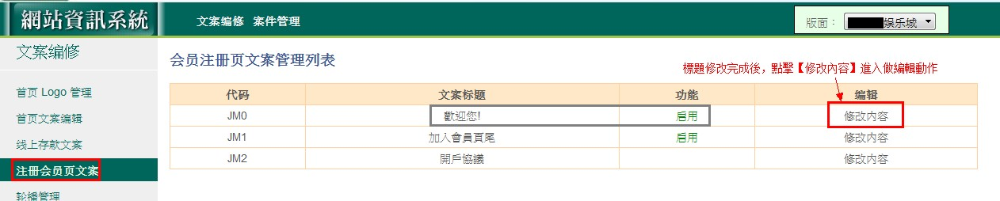 網站資訊系統
文案编修 案件管理
版面：
娱乐城
文案编修
首页 Logo 管理
首页文案编辑
线上存款文案
注册会员页文案
轮播管理
会员注册页文案管理列表
標題修改完成後，點擊【修改內容】進入做編輯動作
代码 文案标题 功能 编辑
JM0 歡迎您! 启用 修改内容
JM1 加入會員頁尾 启用 修改内容
JM2 開戶協議 修改内容